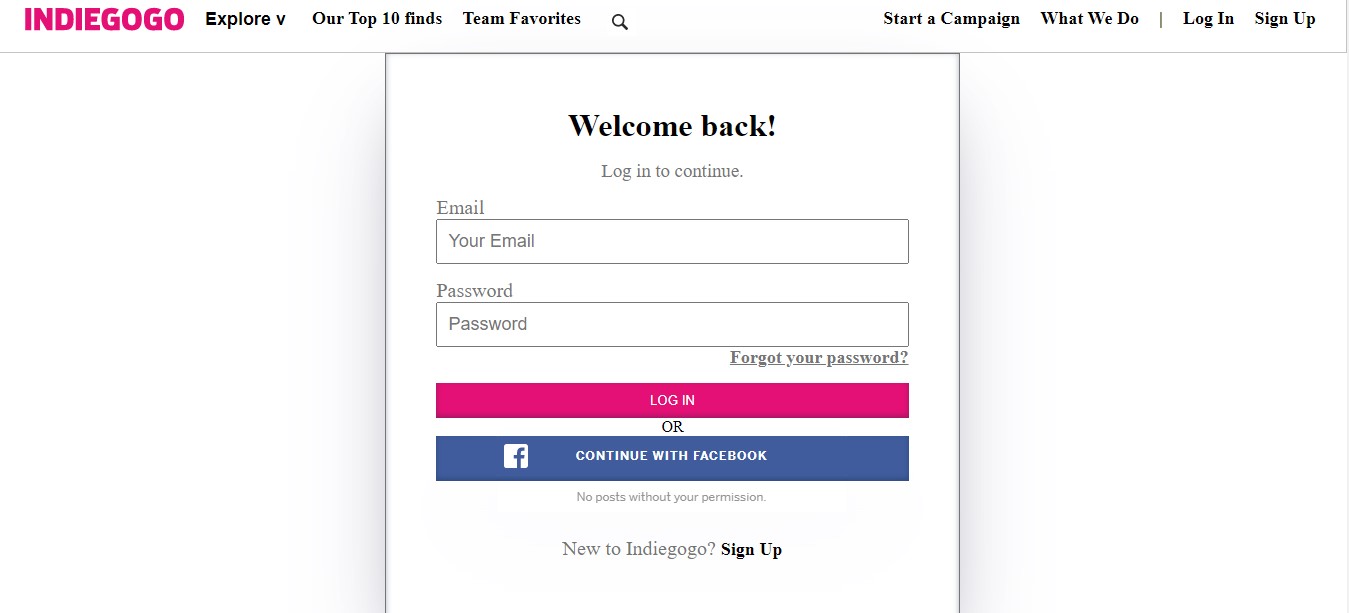 INDIEGOGO Explore v Our Top 10 finds Team Favorites Start a Campaign What We Do | Log In Sign Up
Welcome back!
Log in to continue.
Email
Your Email
Password
Password
Forgot your password?
LOG IN
OR
CONTINUE WITH FACEBOOK
No posts without your permission.
New to Indiegogo? Sign Up